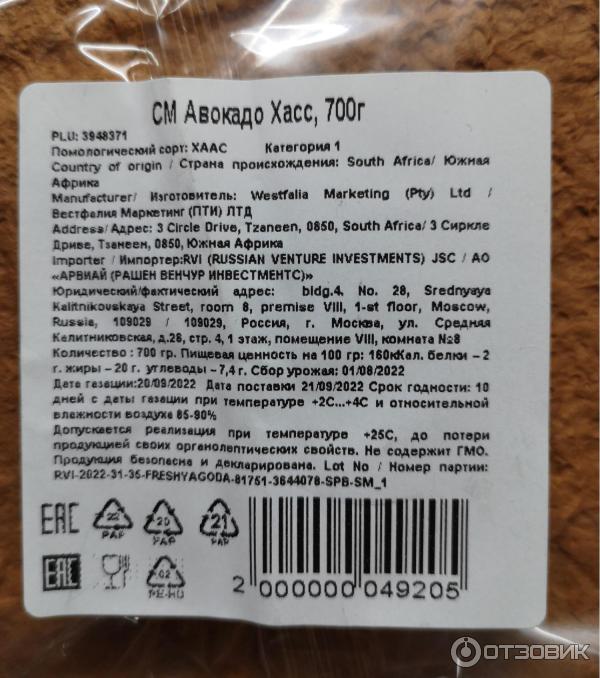 СМ Авокадо Хасс, 700г
PLU: 3948371
Помологический сорт: ХААС Категория 1
Country of origin / Страна происхождения: South Africa/ Южная
Африка
Manufacturer/ Изготовитель: Westfalia Marketing (Pty) Ltd /
Вестфалия Маркетинг (ПТИ) ЛТД
Address/ Адрес: 3 Circle Drive, Tzaneen, 0850, South Africa/ 3 Сиркле
Дриве, Тзанеен, 0850, Южная Африка
Importer / Импортер:RVI (RUSSIAN VENTURE INVESTMENTS) JSC / АО
«АРВИАЙ (РАШЕН ВЕНЧУР ИНВЕСТМЕНТС)»
Юридический/фактический адрес: bldg.4, No. 28, Srednyaya
Kalitnikovskaya Street, room 8, premise VIII, 1-st floor, Moscow,
Russia, 109029 / 109029, Россия, г. Москва, ул. Средняя
Калитниковская, д.28, стр. 4, 1 этаж, помещение VIII, комната №8
Количество : 700 гр. Пищевая ценность на 100 гр: 160кКал. белки – 2
г. жиры – 20 г. углеводы – 7,4 г. Сбор урожая: 01/08/2022
Дата газации:20/09/2022 Дата поставки 21/09/2022 Срок годности: 10
дней с даты газации при температуре +2С...+4С и относительной
влажности воздуха 85-90%
Допускается реализация при температуре +25С, до потери
продукцией своих органолептических свойств. Не содержит ГМО.
Продукция безопасна и декларирована. Lot No / Номер партии:
RVI-2022-31-35-FRESHYAGODA-81751-3644078-SPB-SM_1
EAC 20 PAP 20 PAP 21 PAP
EAC 02 PE-HD
2 000000 049205
ОТЗОВИК